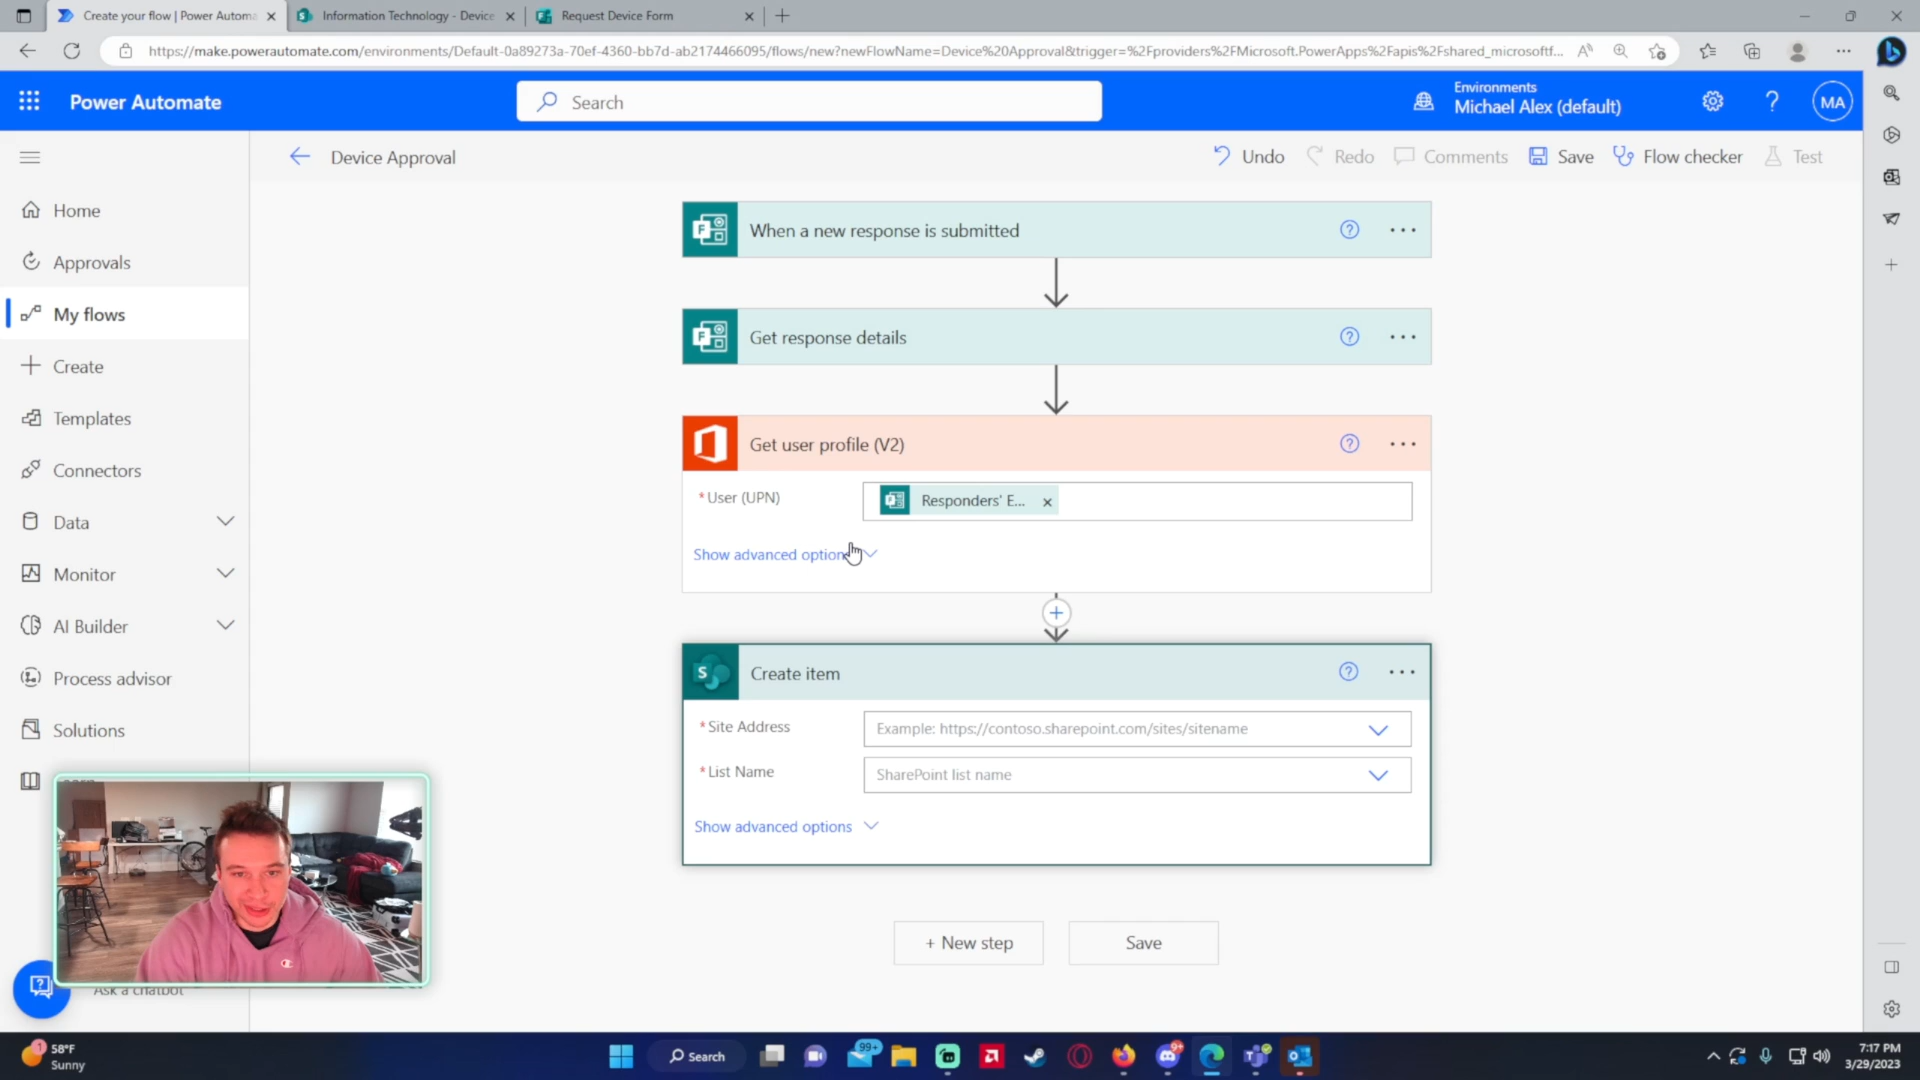 Create your flow | Power Automa
Information Technology - Device
Request Device Form
https://make.powerautomate.com/environments/Default-0a89273a-70ef-4360-bb7d-ab2174466095/flows/new?newFlowName=Device%20Approval&trigger=%2Fproviders%2FMicrosoft.PowerApps%2Fapis%2Fshared_microsoftf...
Power Automate
Search
Environments
Michael Alex (default)
MA
Device Approval
Undo
Redo
Comments
Save
Flow checker
Test
Home
Approvals
My flows
Create
Templates
Connectors
Data
Monitor
AI Builder
Process advisor
Solutions
Ask a chatbot
When a new response is submitted
Get response details
Get user profile (V2)
* User (UPN)
Responders' E...
Show advanced option
Create item
* Site Address
Example: https://contoso.sharepoint.com/sites/sitename
* List Name
SharePoint list name
Show advanced options
+ New step
Save
1
58°F
Sunny
Search
99+
9+
7:17 PM
3/29/2023